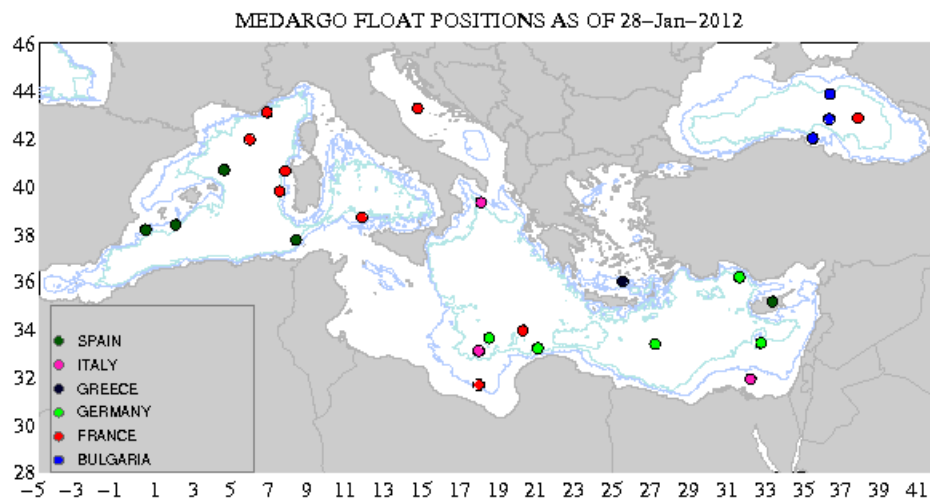 MEDARGO FLOAT POSITIONS AS OF 28-Jan-2012
46
44
42
40
38
36
34
32
30
28
SPAIN
ITALY
GREECE
GERMANY
FRANCE
BULGARIA
-5 -3 -1 1 3 5 7 9 11 13 15 17 19 21 23 25 27 29 31 33 35 37 39 41